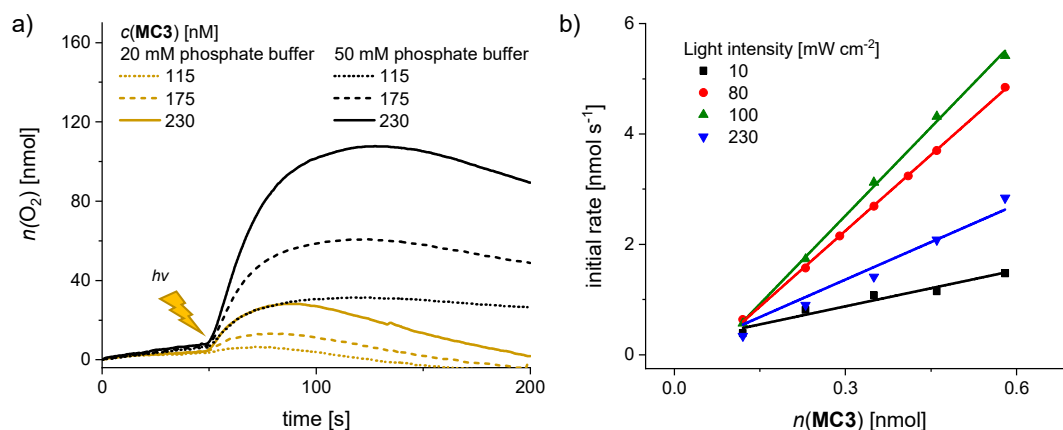 a)
c(MC3) [nM]
20 mM phosphate buffer 50 mM phosphate buffer
115 115
175 175
230 230
hν
n(O₂) [nmol]
160
120
80
40
0
0 100 200
time [s]
b)
Light intensity [mW cm⁻²]
10
80
100
230
initial rate [nmol s⁻¹]
6
4
2
0
0.0 0.3 0.6
n(MC3) [nmol]